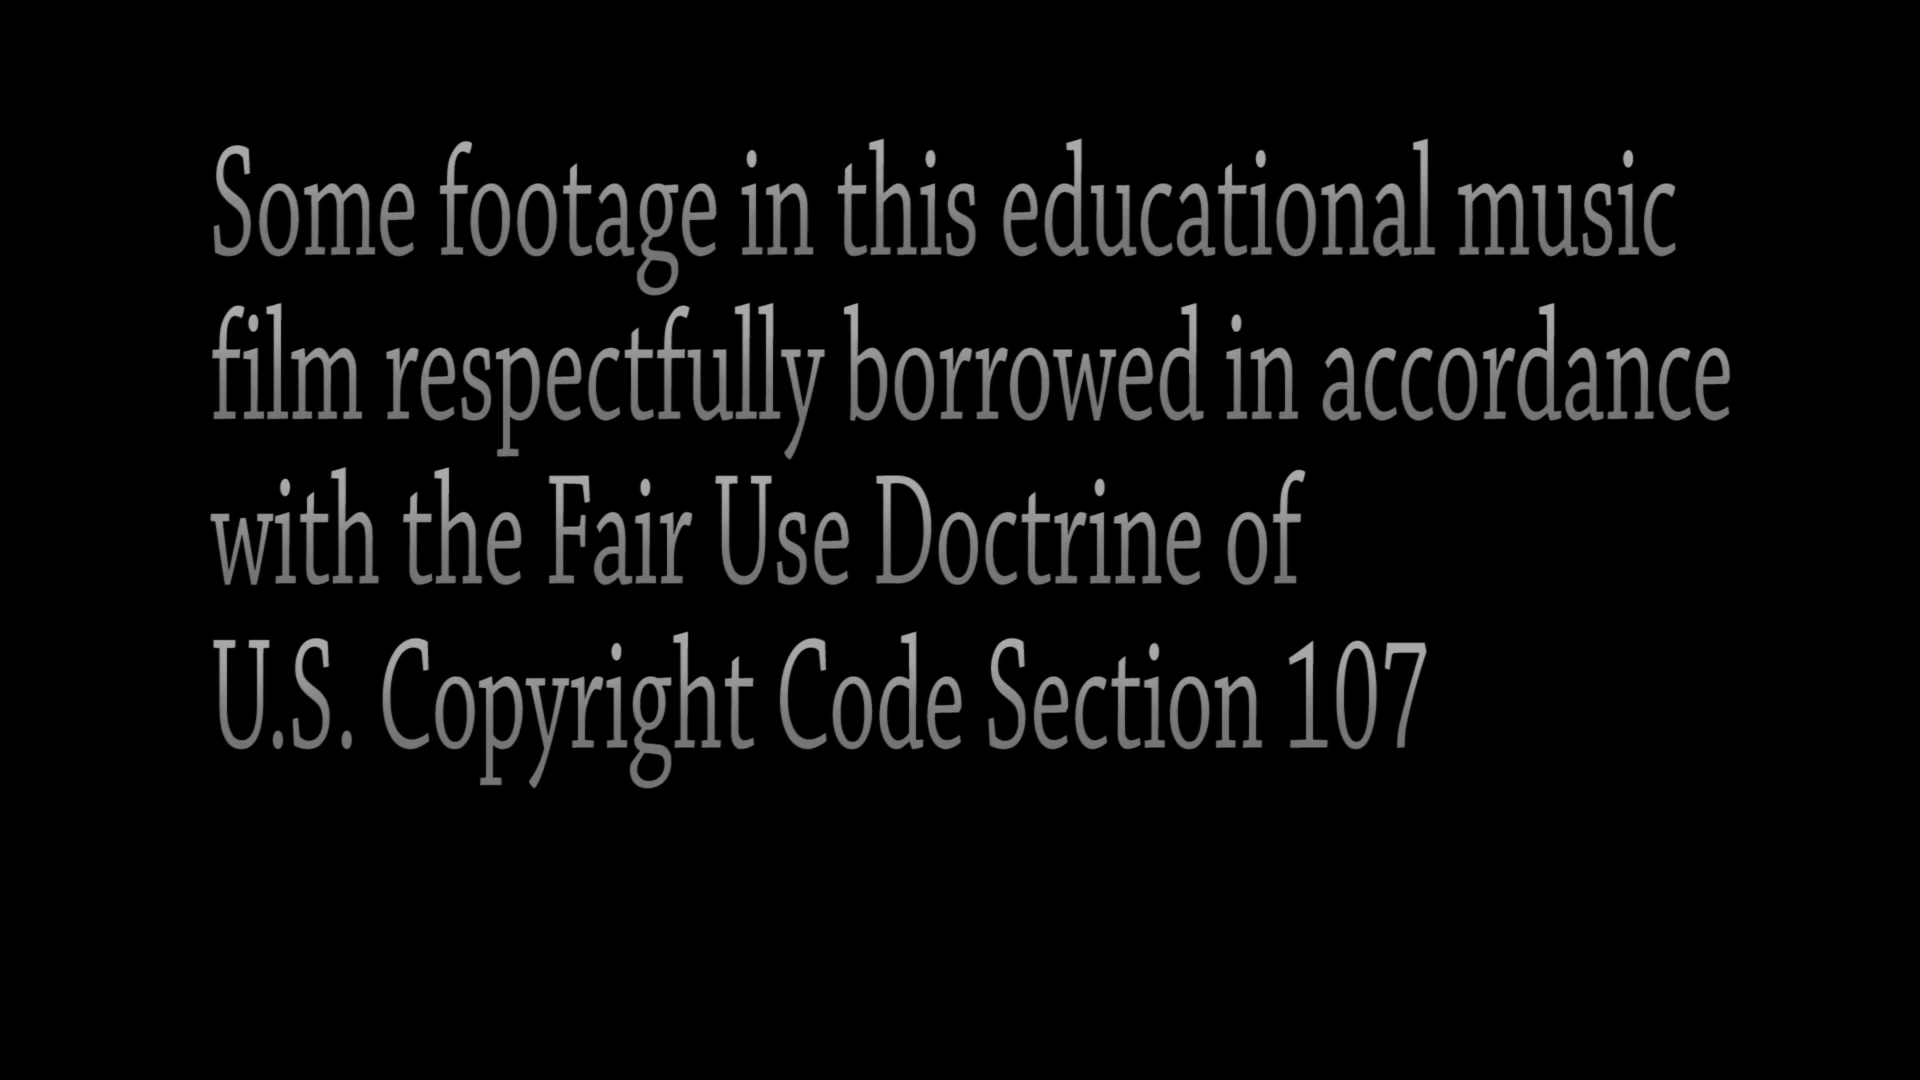 Some footage in this educational music
film respectfully borrowed in accordance
with the Fair Use Doctrine of
U.S. Copyright Code Section 107